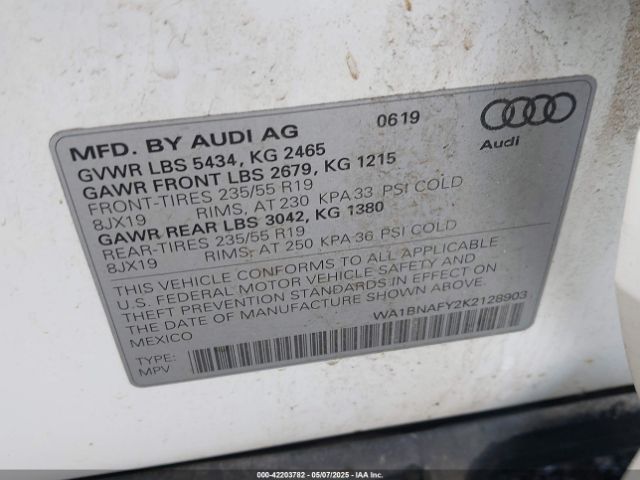 MFD. BY AUDI AG 0619
Audi
GVWR LBS 5434, KG 2465
GAWR FRONT LBS 2679, KG 1215
FRONT-TIRES 235/55 R19
8JX19 RIMS, AT 230 KPA 33 PSI COLD
GAWR REAR LBS 3042, KG 1380
REAR-TIRES 235/55 R19
8JX19 RIMS, AT 250 KPA 36 PSI COLD
THIS VEHICLE CONFORMS TO ALL APPLICABLE
U.S. FEDERAL MOTOR VEHICLE SAFETY AND
THEFT PREVENTION STANDARDS IN EFFECT ON
THE DATE OF MANUFACTURE SHOWN ABOVE.
MEXICO
WA1BNAFY2K2128903
TYPE:
MPV
000-42203782 - 05/07/2025 - IAAI.COM